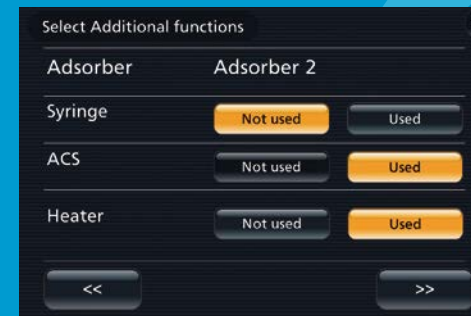 Select Additional functions
Adsorber Adsorber 2
Syringe Not used Used
ACS Not used Used
Heater Not used Used
<< >>